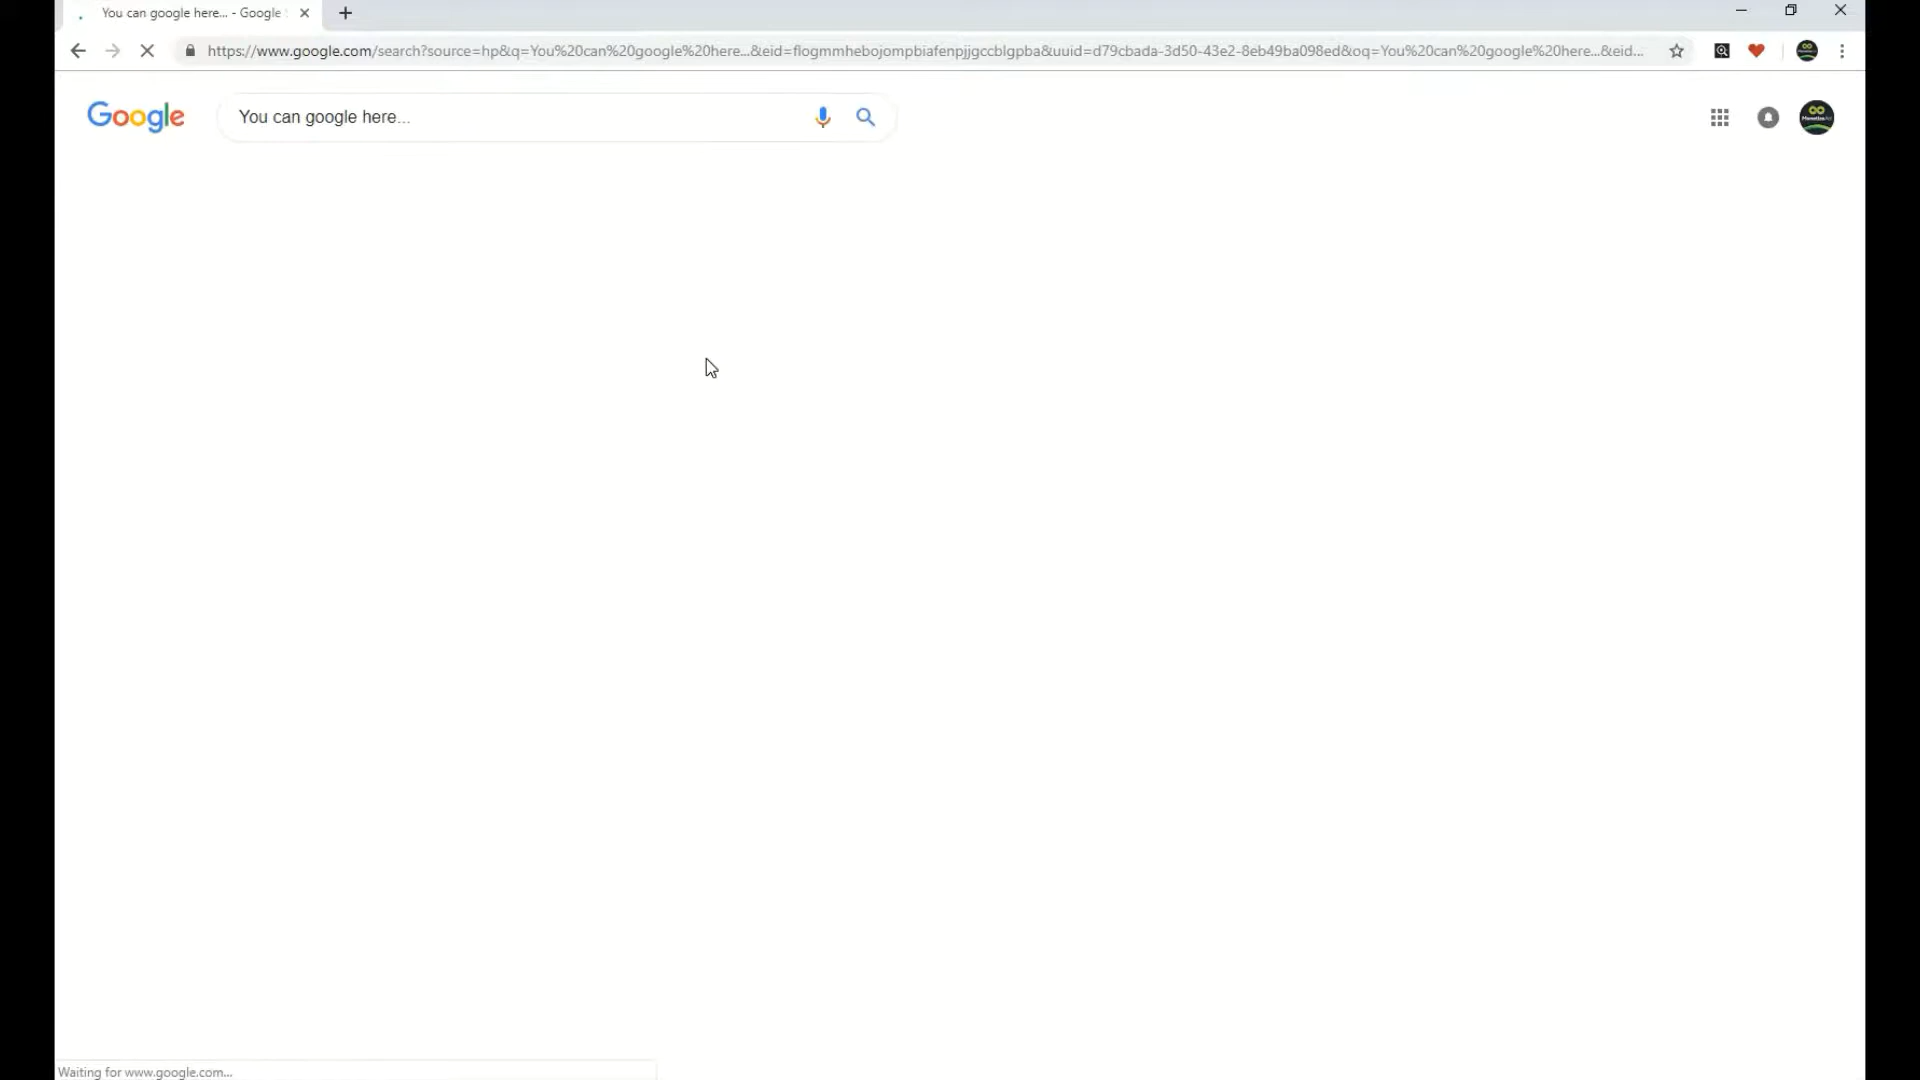 You can google here... - Google
https://www.google.com/search?source=hp&q=You%20can%20google%20here...&eid=flogmmhebojompbiafenpjjgccblgpba&uuid=d79cbada-3d50-43e2-8eb49ba098ed&oq=You%20can%20google%20here...&eid...
Google
You can google here...
Waiting for www.google.com...